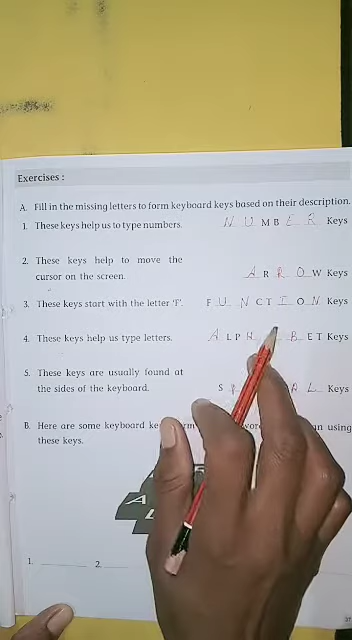 Exercises :
A. Fill in the missing letters to form keyboard keys based on their description.
1. These keys help us to type numbers. N U M B E R Keys
2. These keys help to move the
cursor on the screen. A R R O W Keys
3. These keys start with the letter 'F'. F U N C T I O N Keys
4. These keys help us type letters. A L P H B E T Keys
5. These keys are usually found at
the sides of the keyboard. S P A L Keys
B. Here are some keyboard using
these keys.
A
L
1. ________ 2. ________